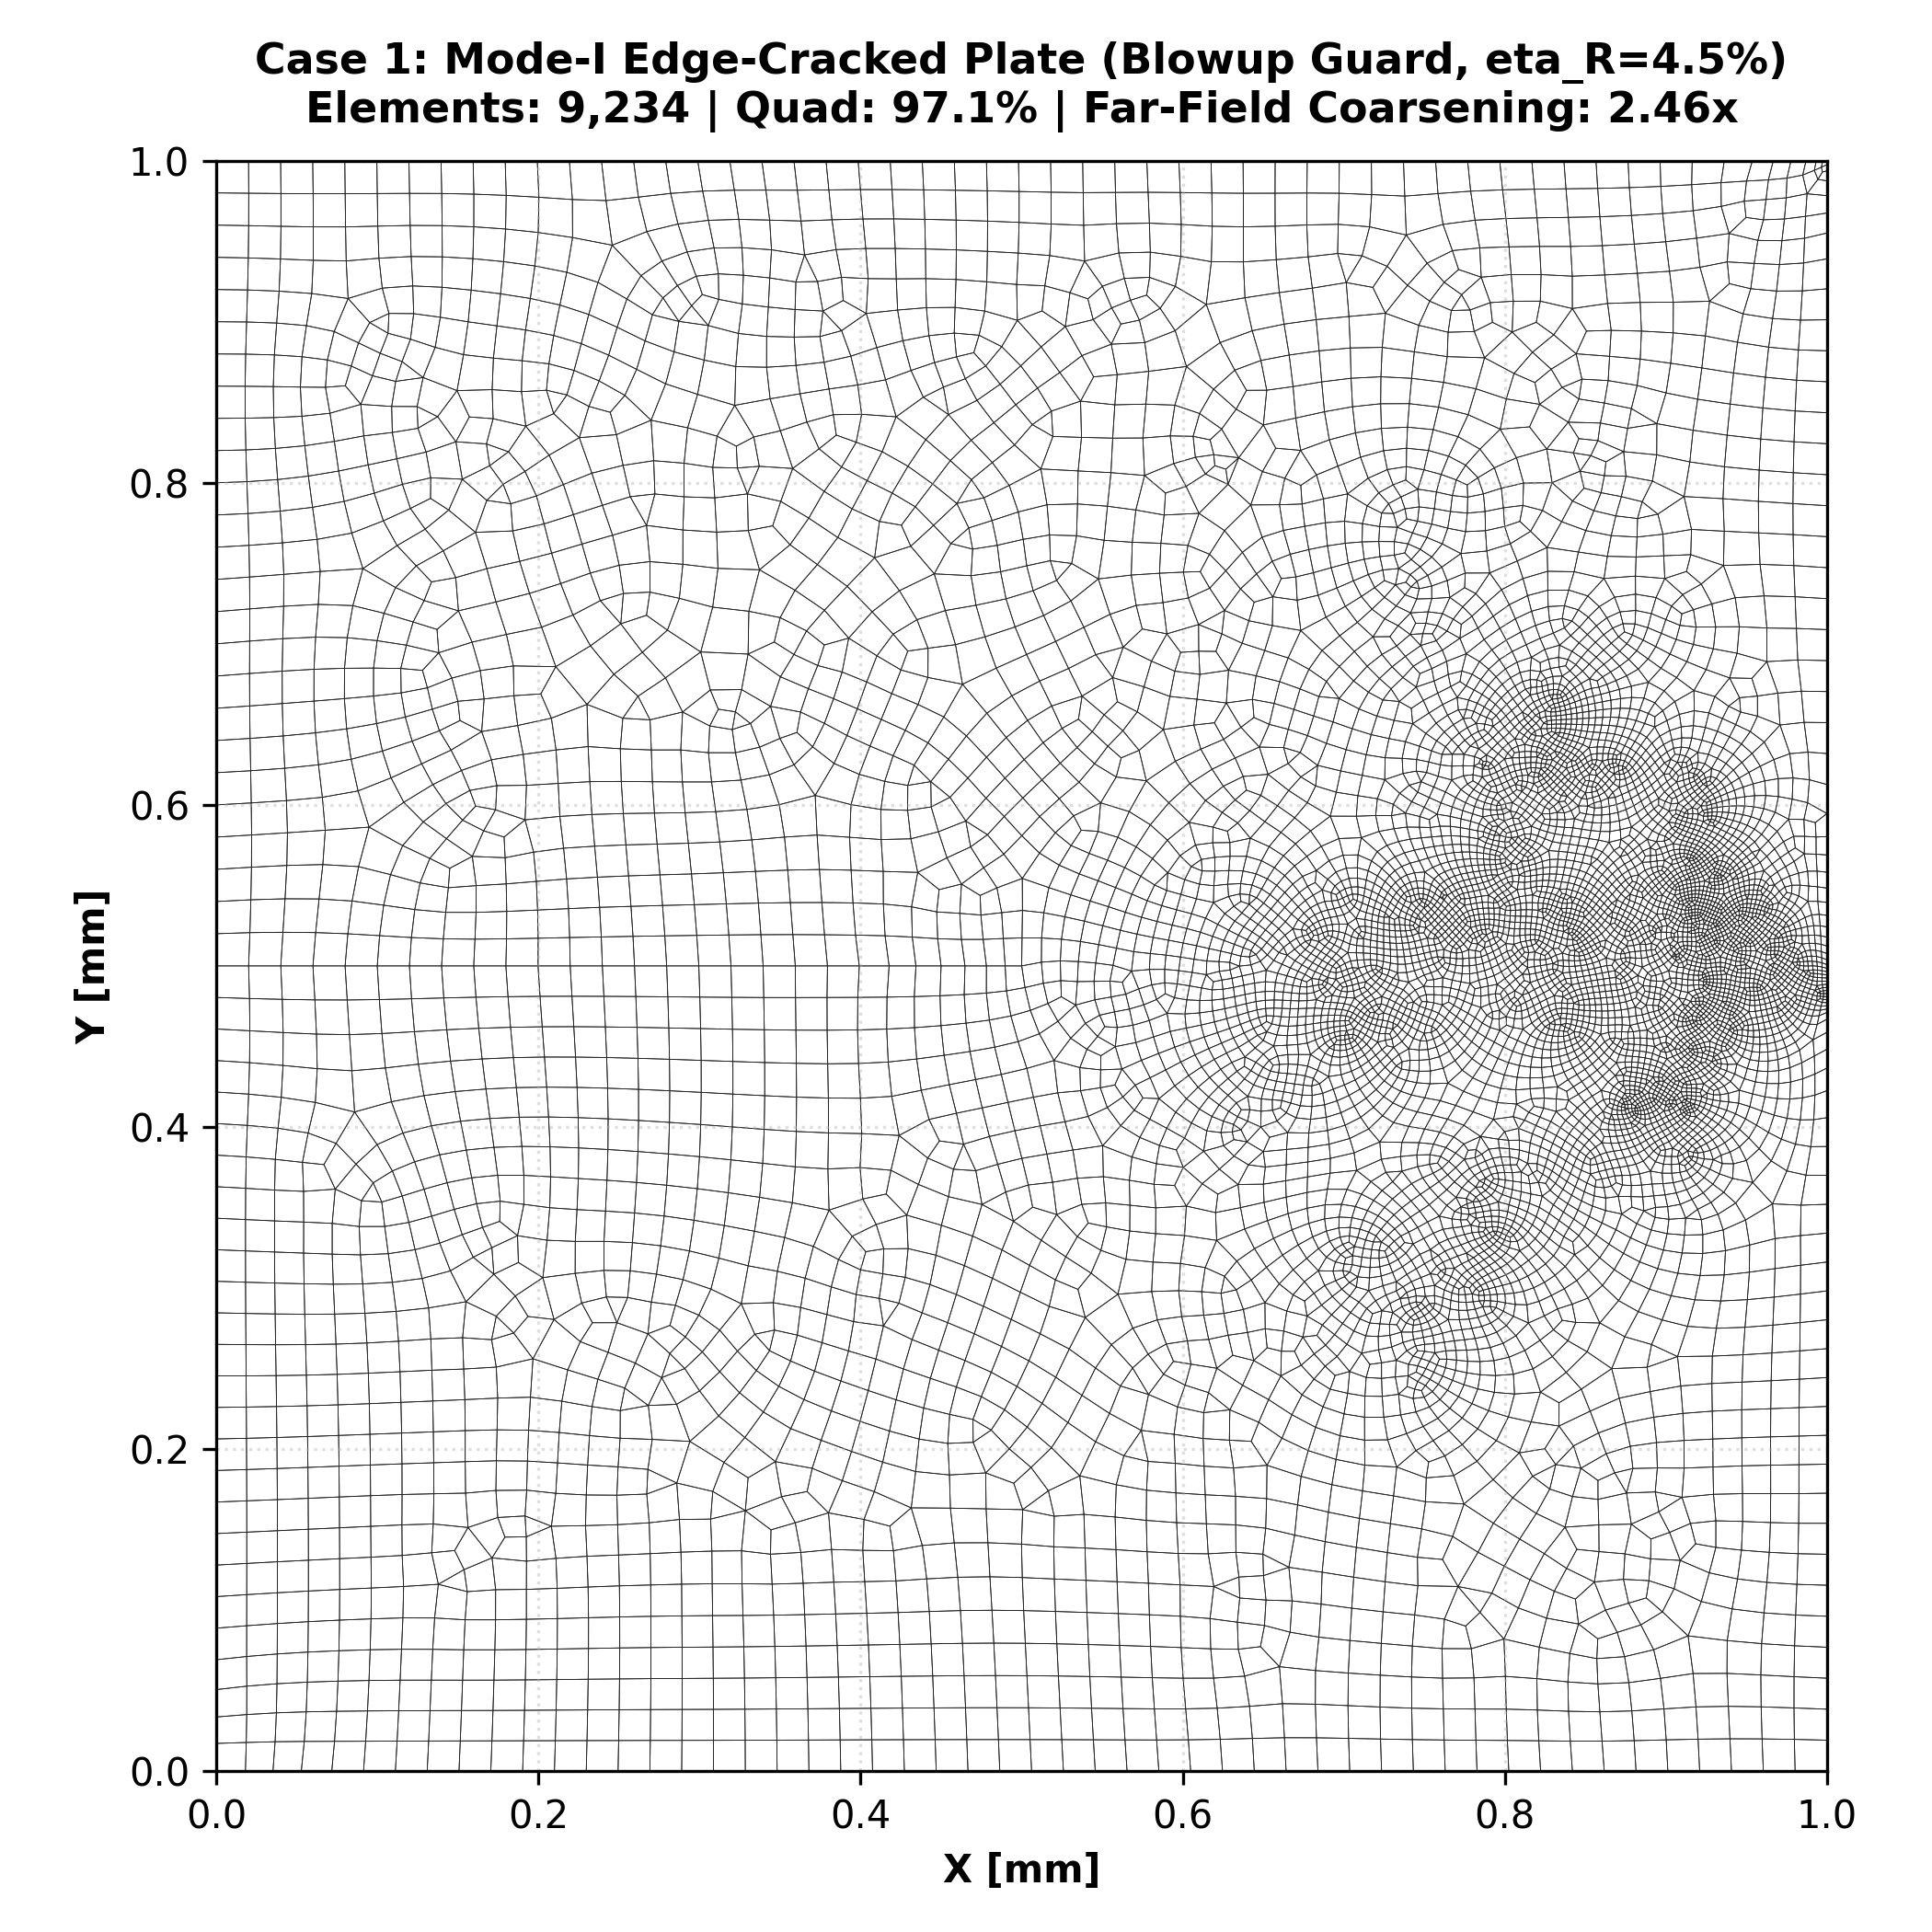 Case 1: Mode-I Edge-Cracked Plate (Blowup Guard, eta_R=4.5%)
Elements: 9,234 | Quad: 97.1% | Far-Field Coarsening: 2.46x
1.0
0.8
0.6
0.4
0.2
0.0
Y [mm]
0.0 0.2 0.4 0.6 0.8 1.0
X [mm]